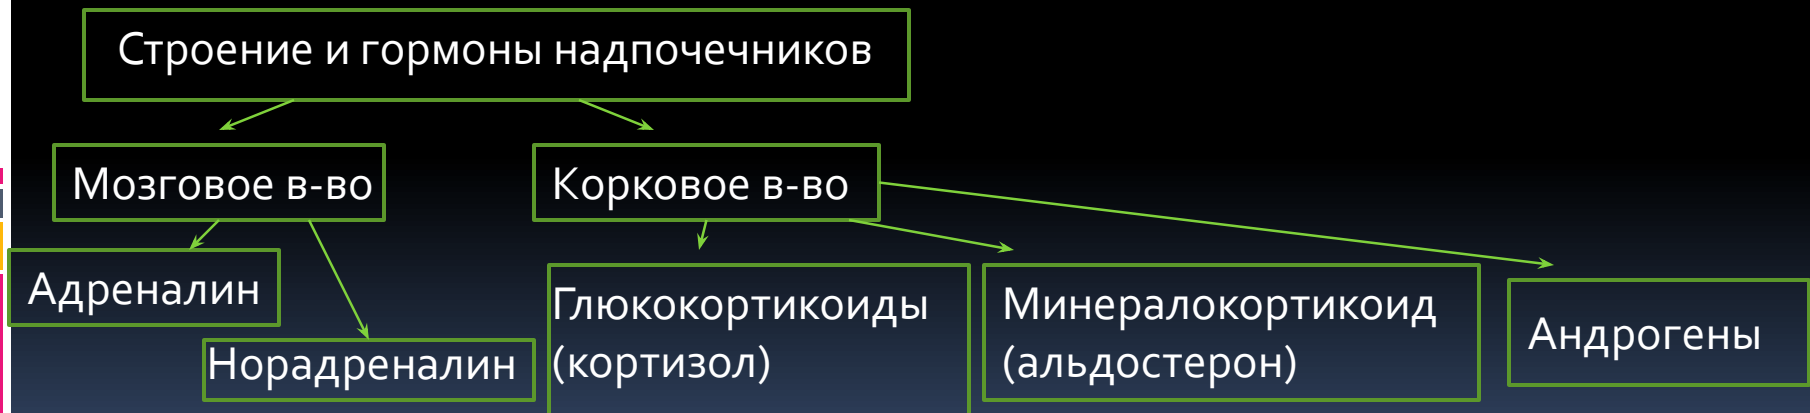 Строение и гормоны надпочечников
Мозговое в-во
Корковое в-во
Адреналин
Норадреналин
Глюкокортикоиды
(кортизол)
Минералокортикоид
(альдостерон)
Андрогены